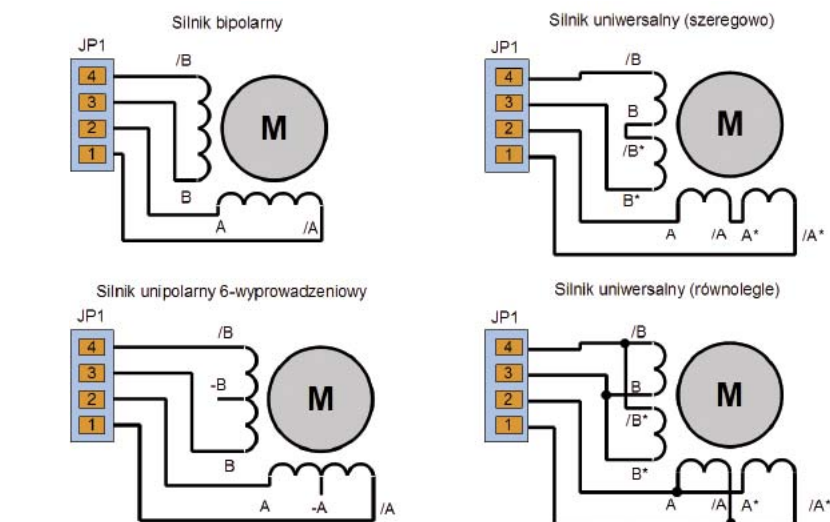 Silnik bipolarny
JP1
/B
4
3
2
1
M
B
A
/A
Silnik uniwersalny (szeregowo)
JP1
/B
4
3
2
1
B
/B*
M
B*
A
/A
A*
/A*
Silnik unipolarny 6-wyprowadzeniowy
JP1
/B
4
3
2
1
-B
M
B
A
-A
/A
Silnik uniwersalny (równolegle)
JP1
/B
4
3
2
1
B
/B*
M
B*
A
/A
A*
/A*